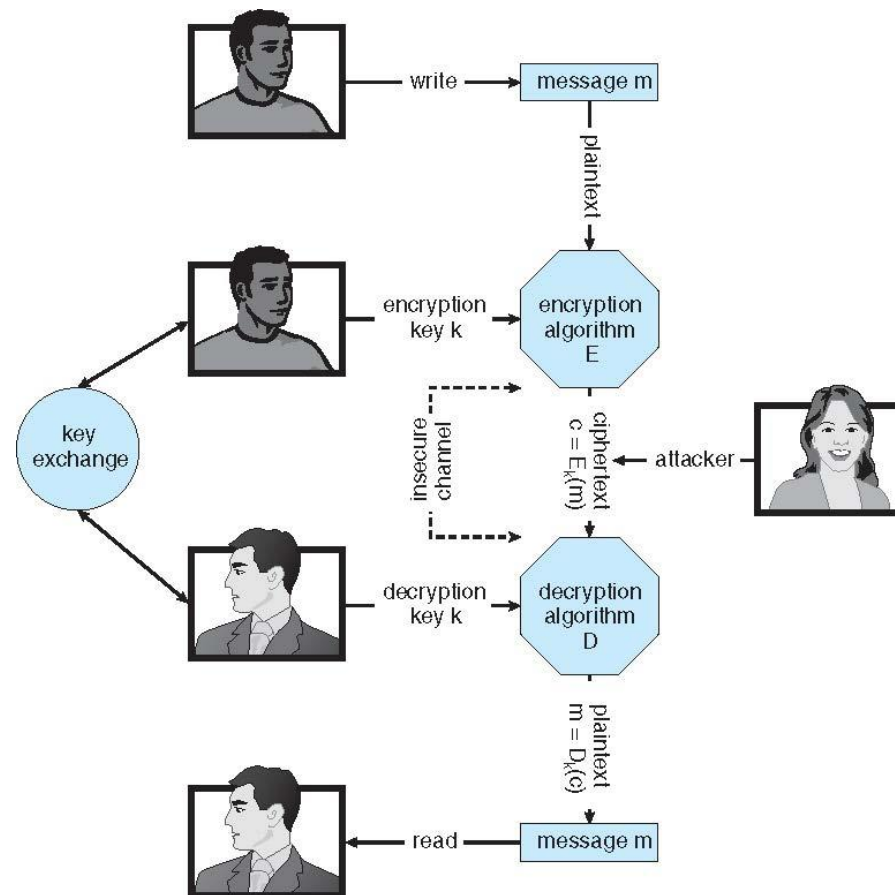 write
message m
plaintext
encryption
key k
encryption
algorithm
E
key
exchange
insecure
channel
ciphertext
c = Eₖ(m)
attacker
decryption
key k
decryption
algorithm
D
plaintext
m = Dₖ(c)
read
message m